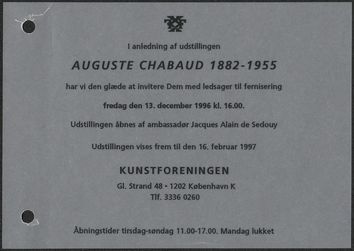 I anledning af udstillingen
AUGUSTE CHABAUD 1882-1955
har vi den glæde at invitere Dem med ledsager til fernisering
fredag den 13. december 1996 kl. 16.00.
Udstillingen åbnes af ambassadør Jacques Alain de Sedouy
Udstillingen vises frem til den 16. februar 1997
KUNSTFORENINGEN
Gl. Strand 48 • 1202 København K
Tlf. 3336 0260
Åbningstider tirsdag-søndag 11.00-17.00. Mandag lukket